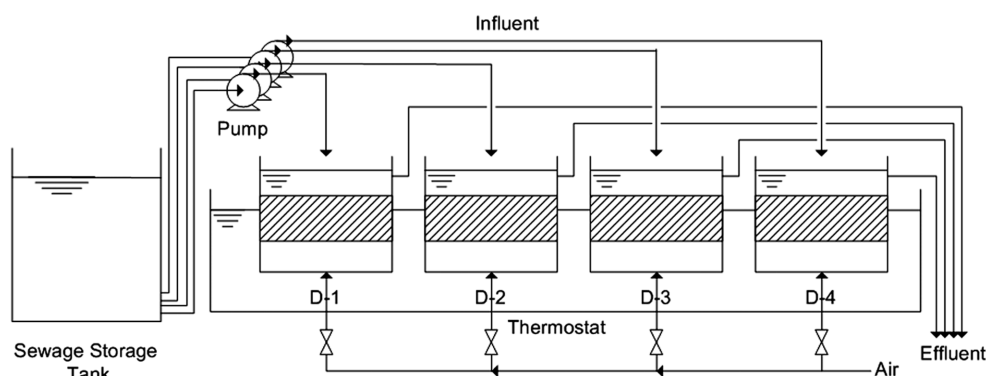 Influent
Pump
D-1
D-2
D-3
D-4
Thermostat
Sewage Storage
Tank
Effluent
Air